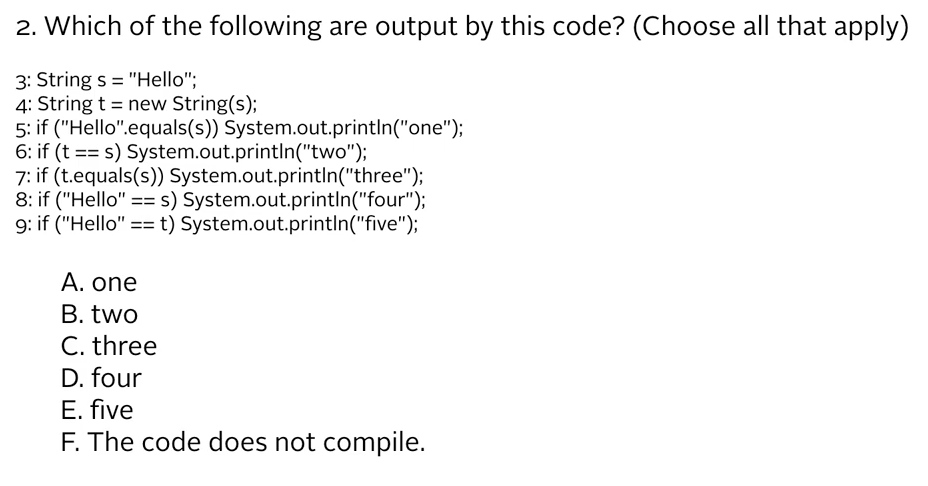 2. Which of the following are output by this code? (Choose all that apply)
3: String s = "Hello";
4: String t = new String(s);
5: if ("Hello".equals(s)) System.out.println("one");
6: if (t == s) System.out.println("two");
7: if (t.equals(s)) System.out.println("three");
8: if ("Hello" == s) System.out.println("four");
9: if ("Hello" == t) System.out.println("five");
A. one
B. two
C. three
D. four
E. five
F. The code does not compile.